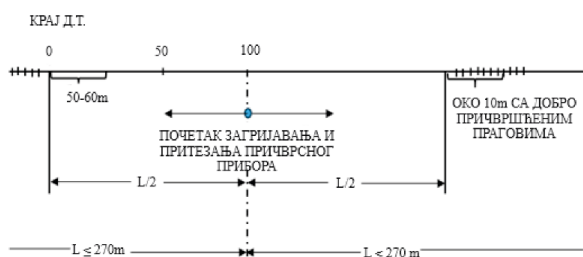 КРАЈ Д.Т.
0 50 100
50-60m
ОКО 10m СА ДОБРО
ПРИЧВРШЋЕНИМ
ПРАГОВИМА
ПОЧЕТАК ЗАГРИЈАВАЊА И
ПРИТЕЗАЊА ПРИЧВРСНОГ
ПРИБОРА
L/2 L/2
L ≤ 270m L < 270 m